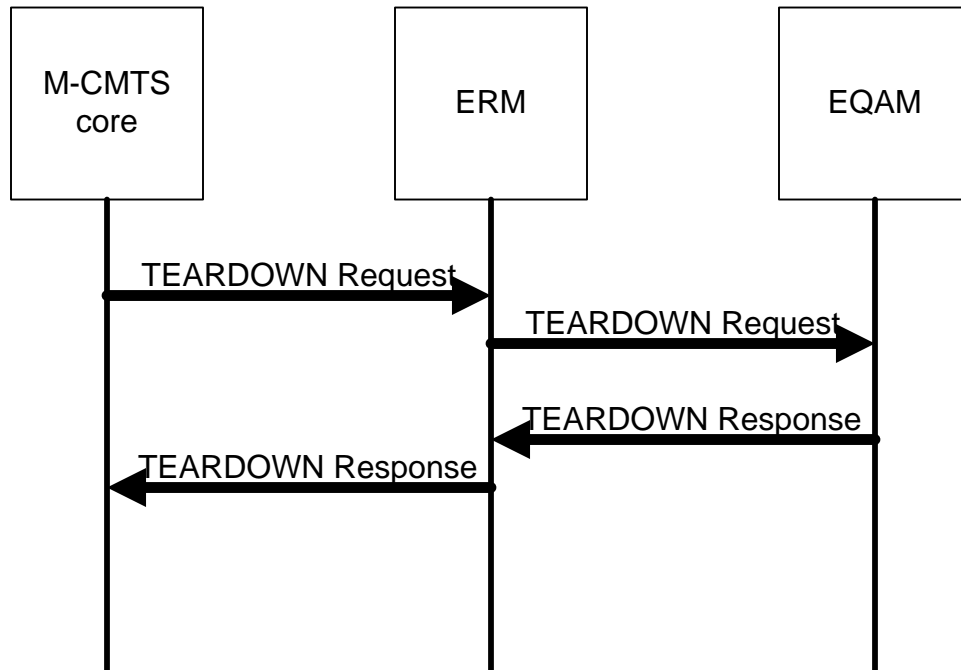 M-CMTS
core
ERM
EQAM
TEARDOWN Request
TEARDOWN Request
TEARDOWN Response
TEARDOWN Response